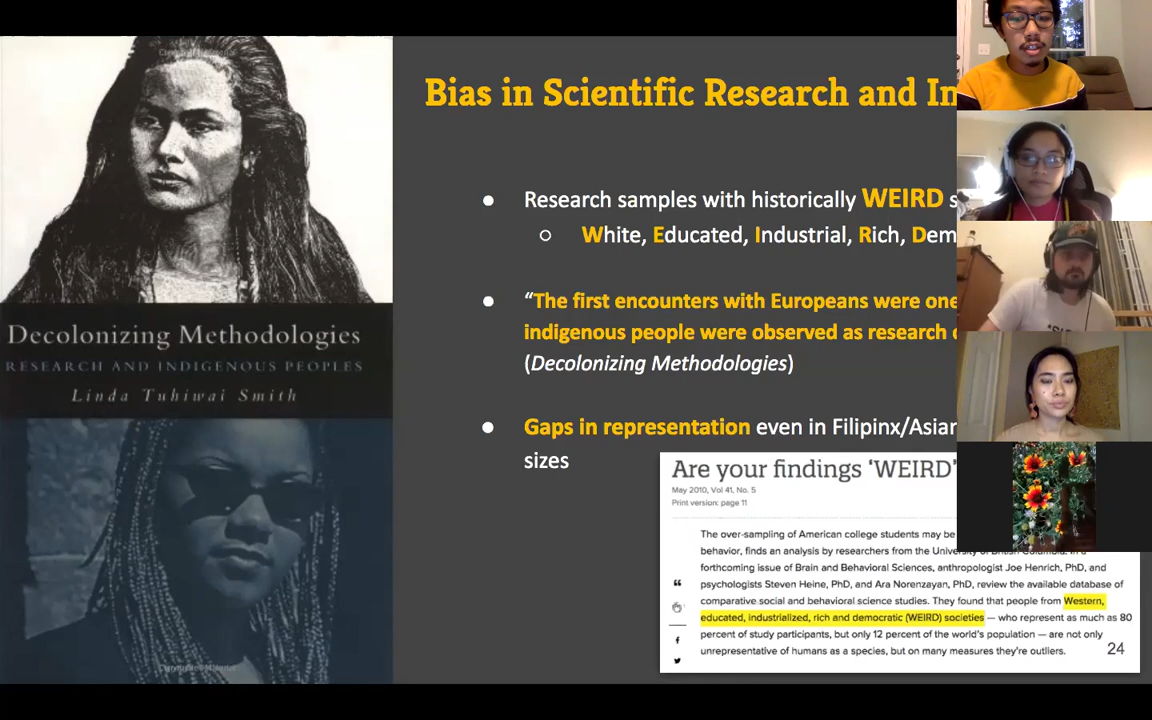 Bias in Scientific Research and In
Research samples with historically WEIRD s
White, Educated, Industrial, Rich, Dem
“The first encounters with Europeans were one
indigenous people were observed as research
(Decolonizing Methodologies)
Gaps in representation even in Filipinx/Asian
sizes
Copyrighted Material
Decolonizing Methodologies
RESEARCH AND INDIGENOUS PEOPLES
Linda Tuhiwai Smith
Copyrighted Material
Are your findings 'WEIRD'
May 2010, Vol 41, No. 5
Print version: page 11
The over-sampling of American college students may be
behavior, finds an analysis by researchers from the University of British Columbia. In a
forthcoming issue of Brain and Behavioral Sciences, anthropologist Joe Henrich, PhD, and
psychologists Steven Heine, PhD, and Ara Norenzayan, PhD, review the available database of
comparative social and behavioral science studies. They found that people from Western,
educated, industrialized, rich and democratic (WEIRD) societies — who represent as much as 80
percent of study participants, but only 12 percent of the world's population — are not only
unrepresentative of humans as a species, but on many measures they're outliers.
24